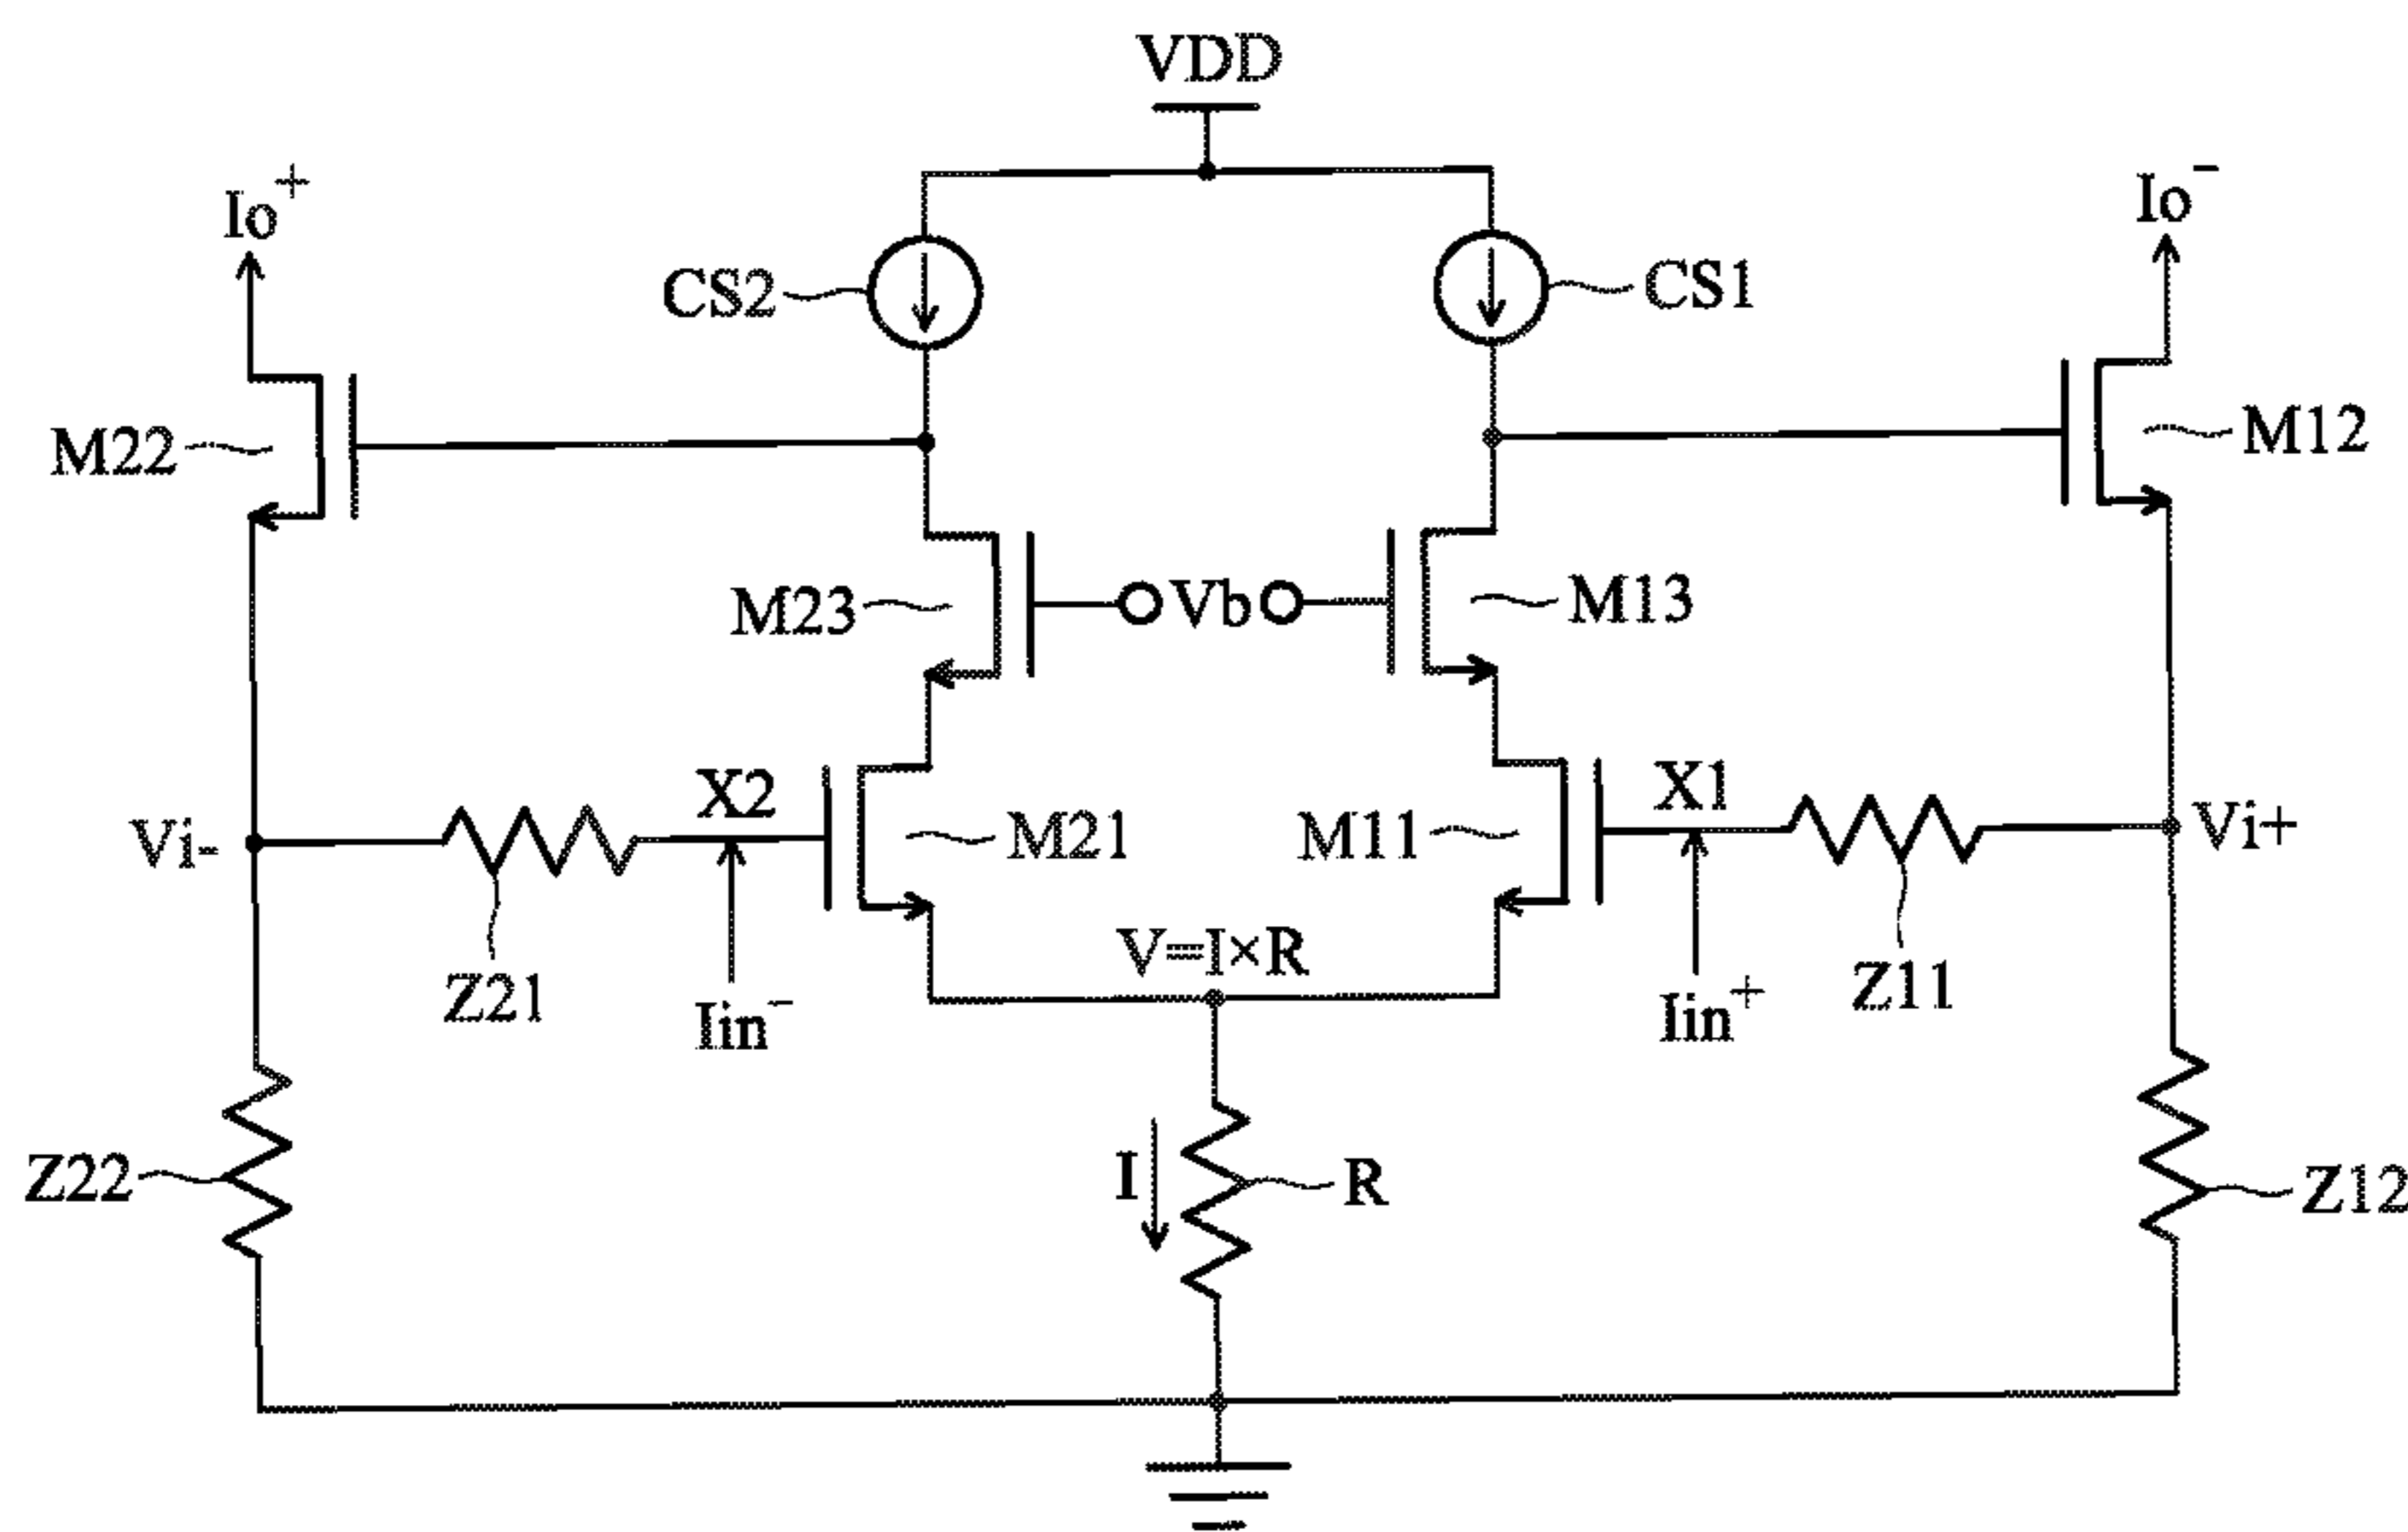 VDD
Io+
Io-
CS2
CS1
M22
M12
M23
Vb
M13
X2
X1
Vi-
M21
M11
Vi+
V=I×R
Z21
Iin-
Iin+
Z11
Z22
I
R
Z12